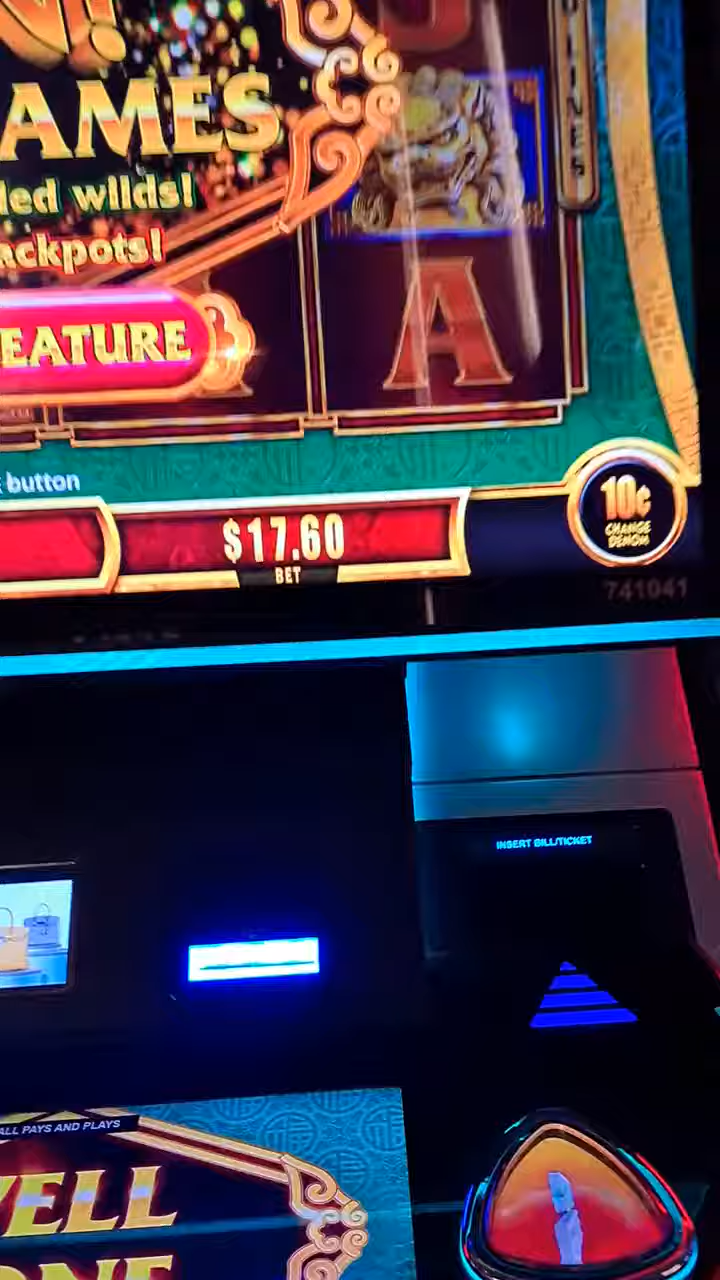 N!
AMES
led wilds!
ackpots!
EATURE
A
button
$17.60
BET
10¢
CHANGE
DENOM
741041
INSERT BILL/TICKET
ALL PAYS AND PLAYS
ELL
ONE